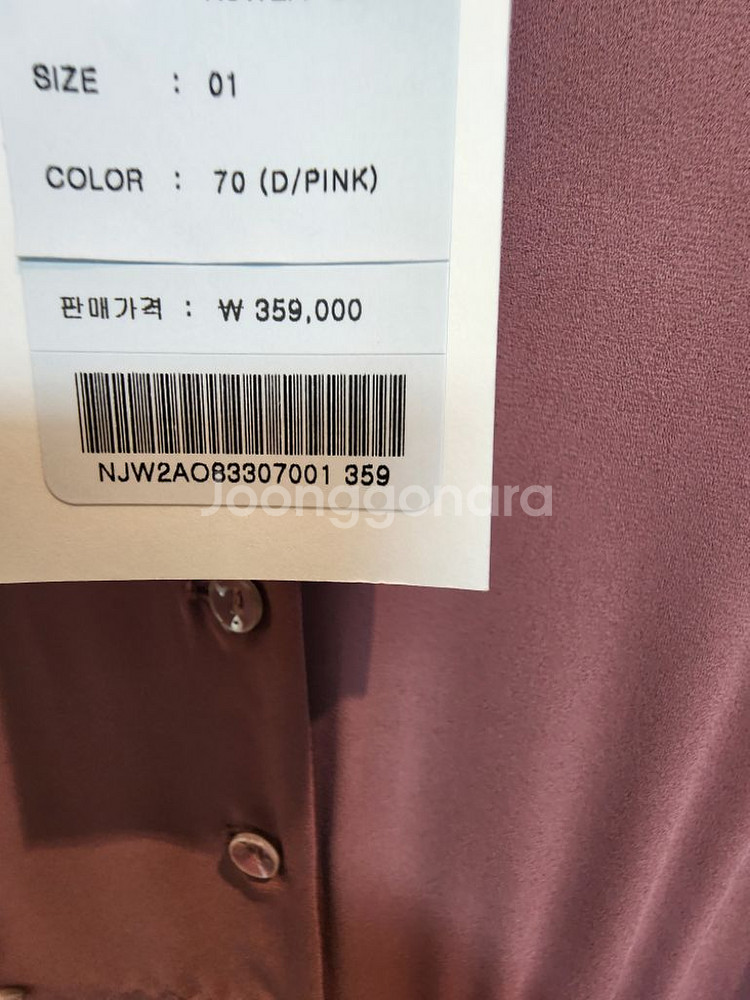 SIZE : 01
COLOR : 70 (D/PINK)
판매가격 : ₩ 359,000
NJW2AO83307001 359
Joonggonara